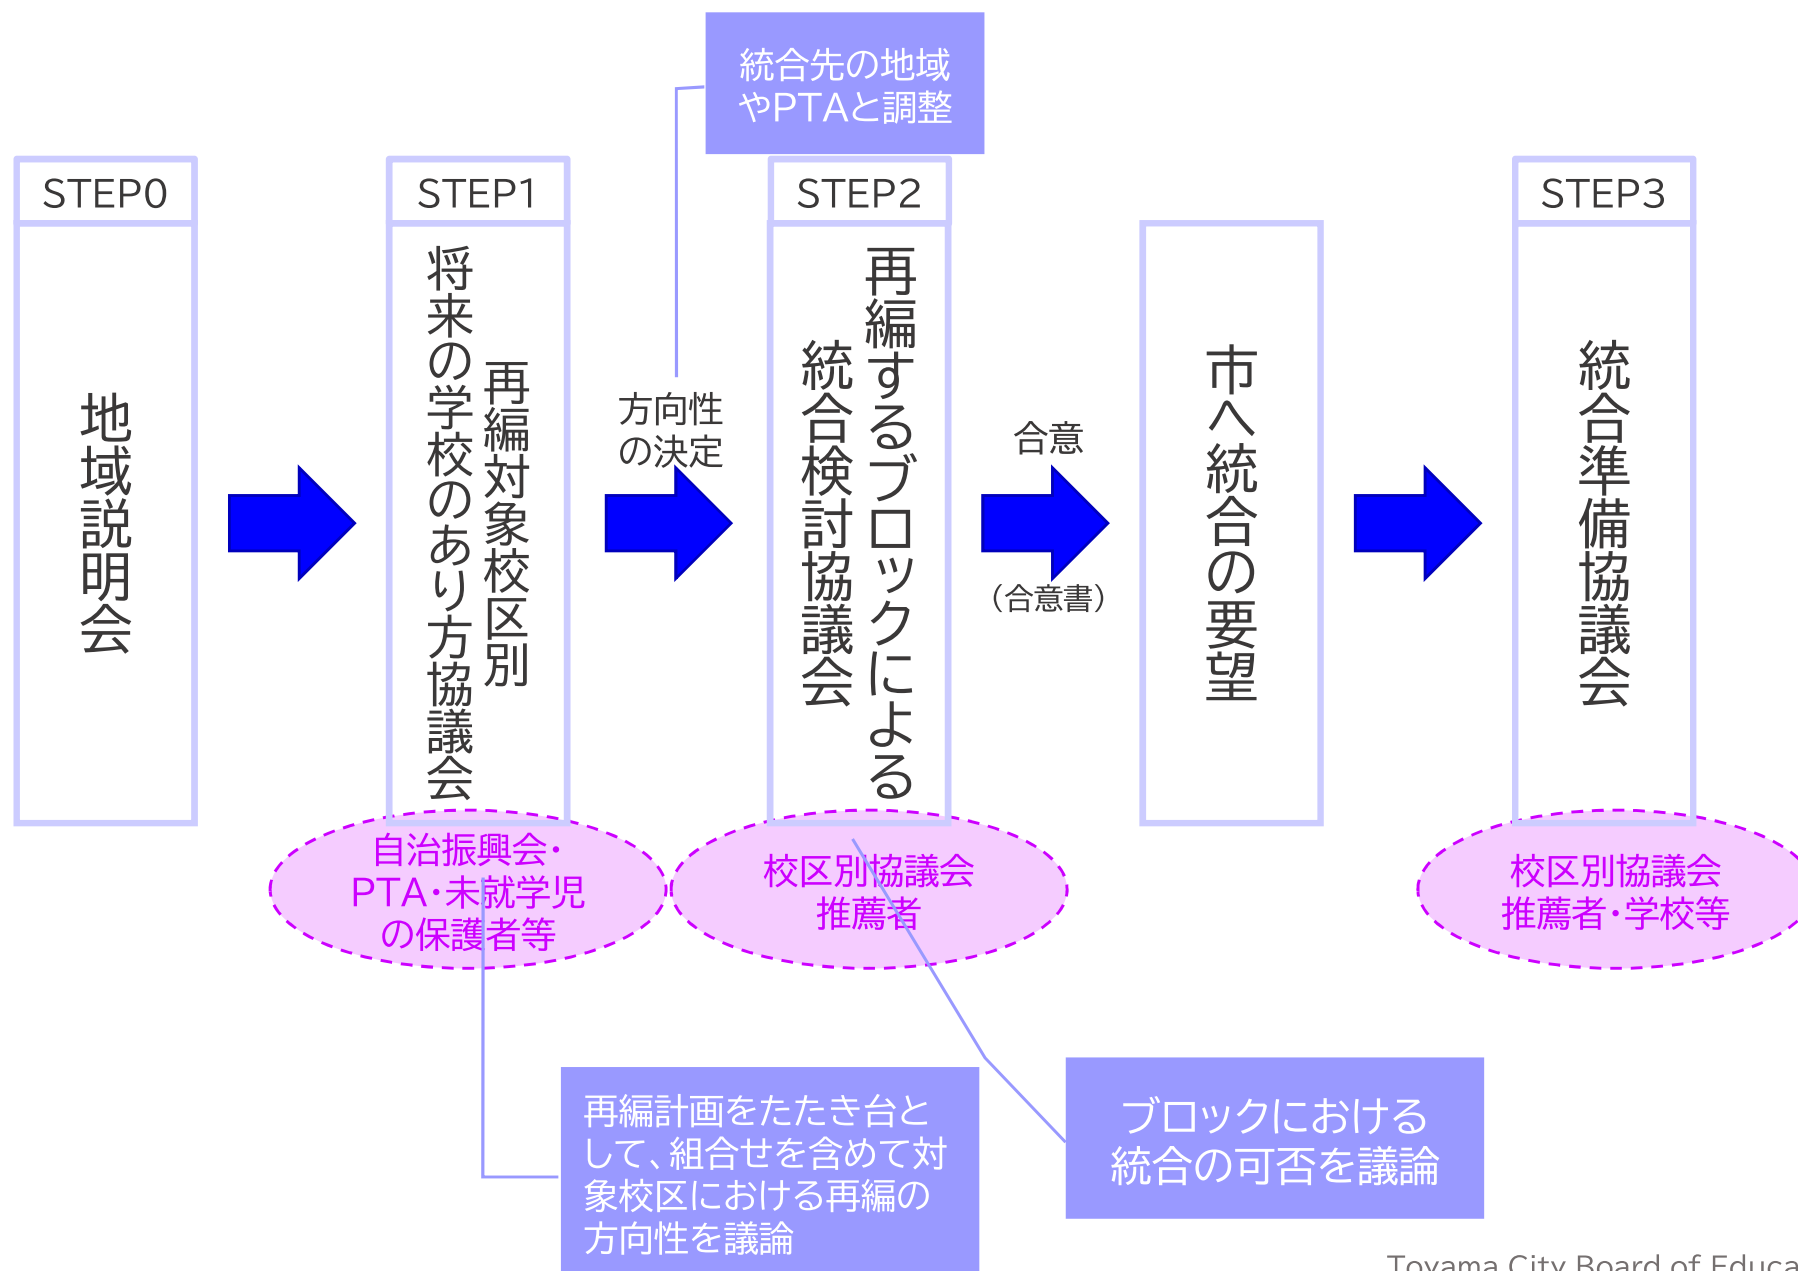 統合先の地域
やPTAと調整
STEP0
地域説明会
STEP1
再編対象校区別
将来の学校のあり方協議会
方向性
の決定
STEP2
再編するブロックによる
統合検討協議会
合意
（合意書）
市へ統合の要望
STEP3
統合準備協議会
自治振興会・
PTA・未就学児
の保護者等
校区別協議会
推薦者
校区別協議会
推薦者・学校等
再編計画をたたき台と
して、組合せを含めて対
象校区における再編の
方向性を議論
ブロックにおける
統合の可否を議論
Toyama City Board of Educa